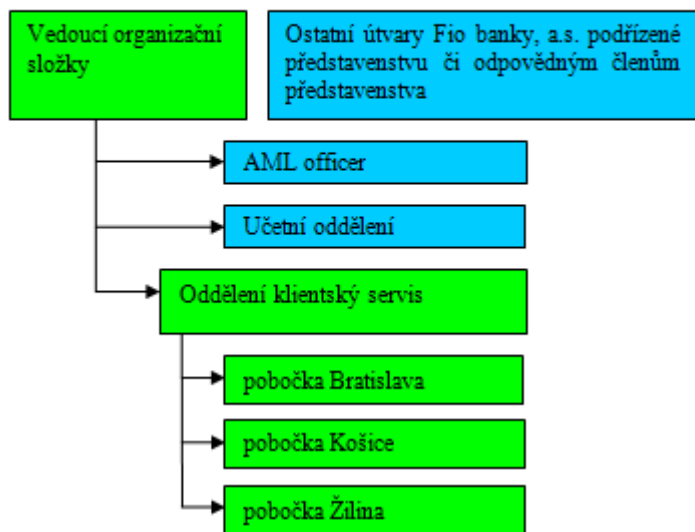 Vedoucí organizační
složky
Ostatní útvary Fio banky, a.s. podřízené
představenstvu či odpovědným členům
představenstva
AML officer
Učetní oddělení
Oddělení klientský servis
pobočka Bratislava
pobočka Košice
pobočka Žilina